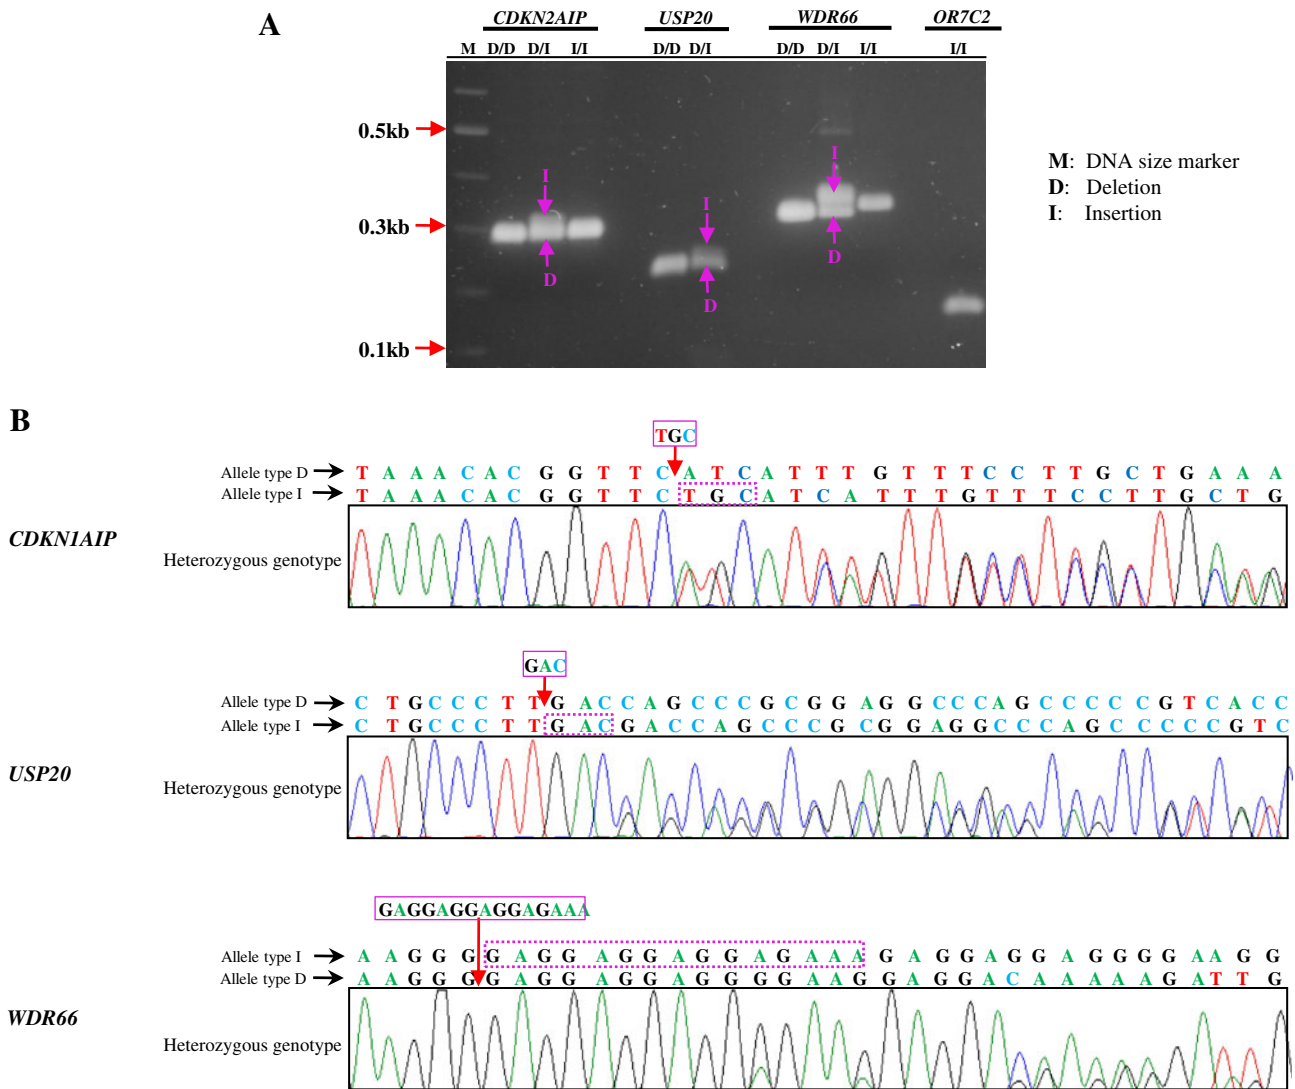 A
CDKN2AIP USP20 WDR66 OR7C2
M D/D D/I I/I D/D D/I D/D D/I I/I I/I
0.5kb
I
I
I
0.3kb
D
D
D
0.1kb
M: DNA size marker
D: Deletion
I: Insertion
B
TGC
Allele type D T A A A C A C G G T T C A T C A T T T G T T T C C T T G C T G A A A
Allele type I T A A A C A C G G T T C T G C A T C A T T T G T T T C C T T G C T G
CDKN1AIP
Heterozygous genotype
GAC
Allele type D C T G C C C T T G A C C A G C C C G C G G A G G C C C A G C C C C C G T C A C C
Allele type I C T G C C C T T G A C G A C C A G C C C G C G G A G G C C C A G C C C C C G T C
USP20
Heterozygous genotype
GAGGAGGAGGAGAAA
Allele type I A A G G G G A G G A G G A G G A G A A A G A G G A G G A G G G G A A G G
Allele type D A A G G G G A G G A G G A G G G G A A G G A G G A C A A A A A G A T T G
WDR66
Heterozygous genotype